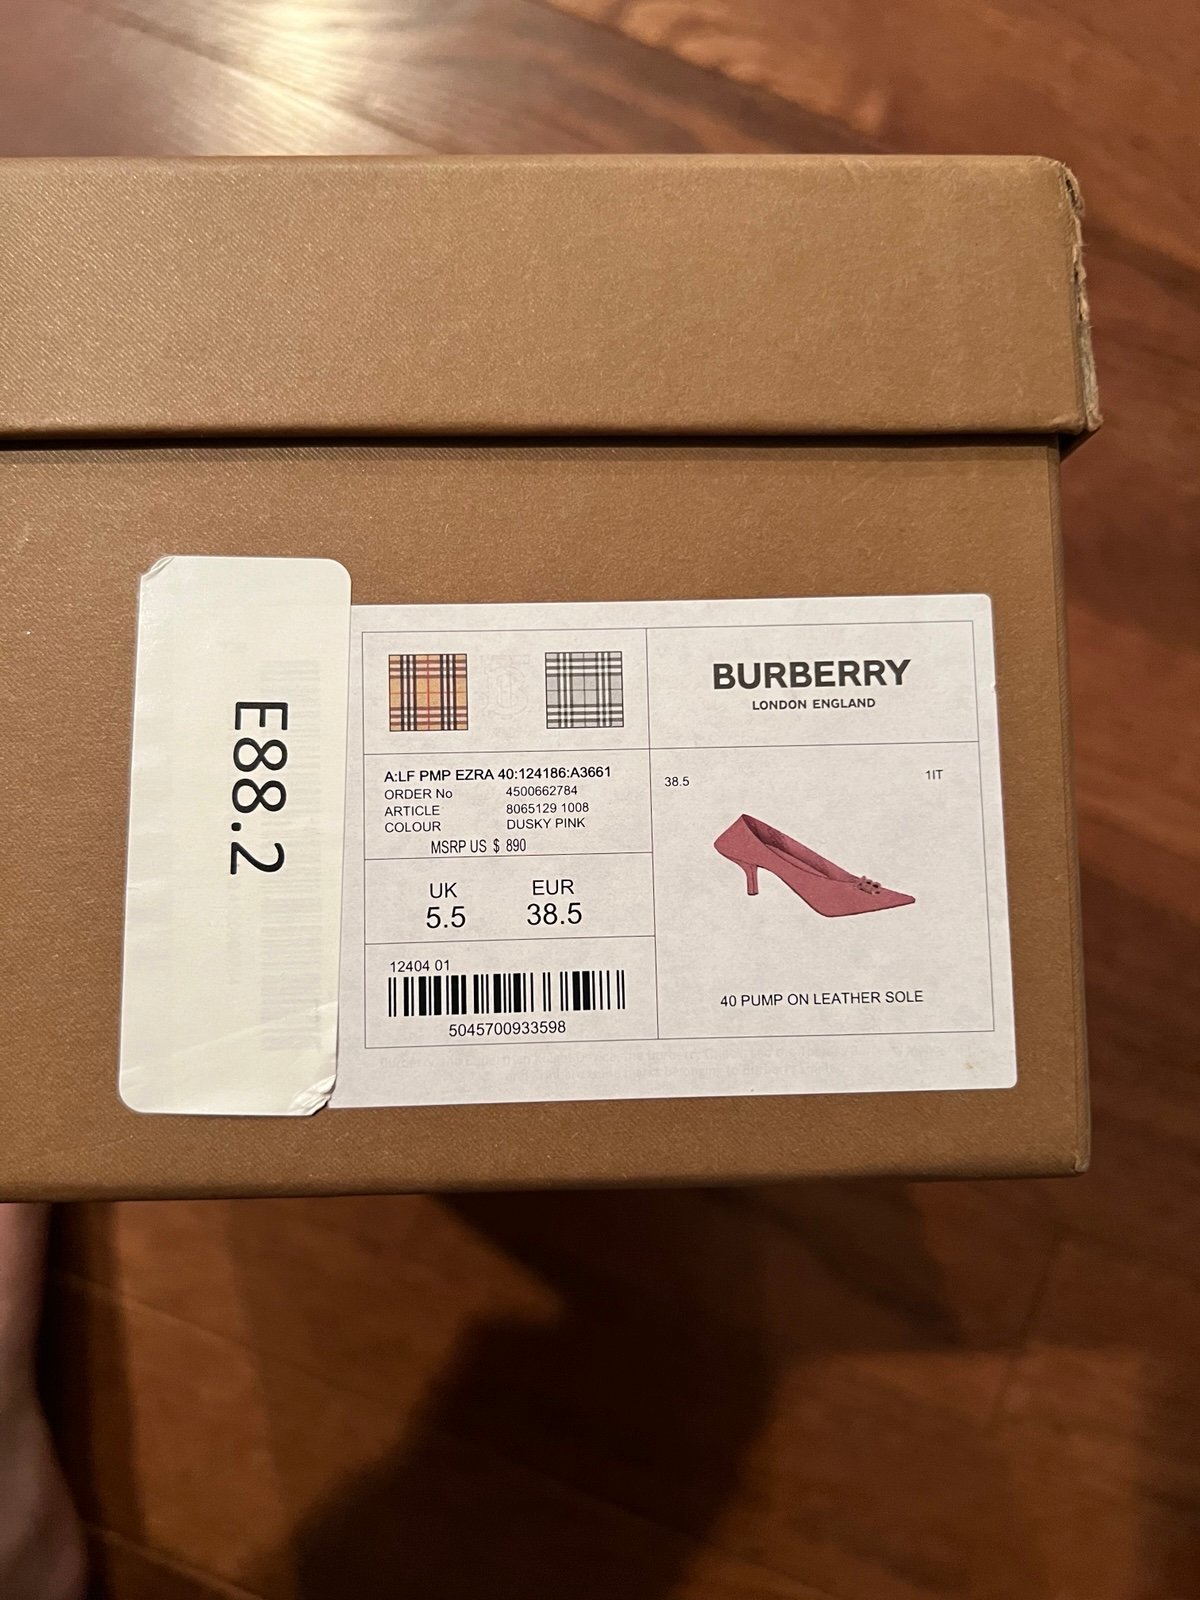 E88.2
BURBERRY
LONDON ENGLAND
A:LF PMP EZRA 40:124186:A3661
ORDER No 4500662784
ARTICLE 8065129 1008
COLOUR DUSKY PINK
MSRP US $ 890
UK EUR
5.5 38.5
12404 01
5045700933598
38.5 1IT
40 PUMP ON LEATHER SOLE